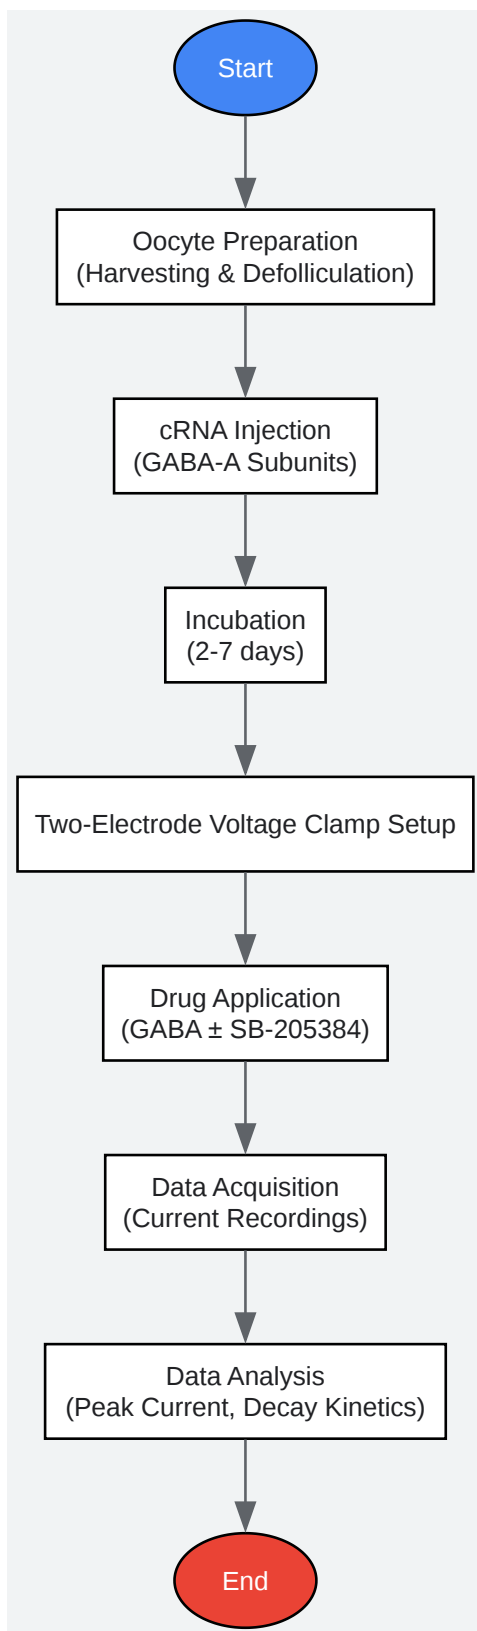 Start
Oocyte Preparation
(Harvesting & Defolliculation)
cRNA Injection
(GABA-A Subunits)
Incubation
(2-7 days)
Two-Electrode Voltage Clamp Setup
Drug Application
(GABA ± SB-205384)
Data Acquisition
(Current Recordings)
Data Analysis
(Peak Current, Decay Kinetics)
End